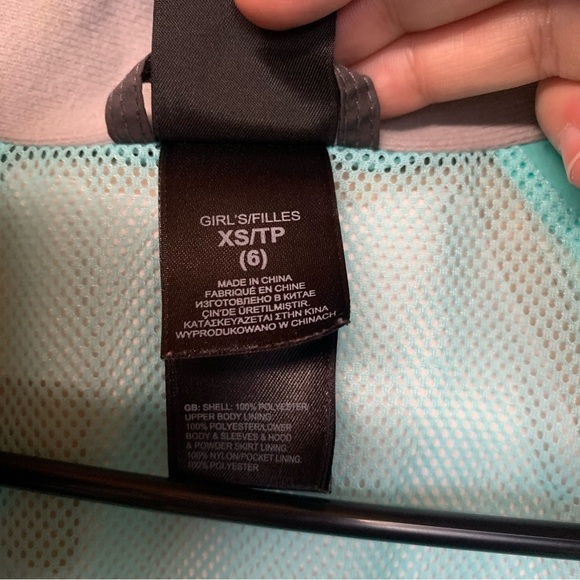 GIRL'S/FILLES
XS/TP
(6)
MADE IN CHINA
FABRIQUÉ EN CHINE
ИЗГОТОВЛЕНО В КИТАЕ
ÇIN'DE ÜRETILMIŞTIR.
ΚΑΤΑΣΚΕΥΆΖΕΤΑΙ ΣΤΗΝ ΚΊΝΑ
WYPRODUKOWANO W CHINACH
GB: SHELL: 100% POLYESTER
UPPER BODY LINING:
100% POLYESTER/LOWER
BODY & SLEEVES & HOOD
& POWDER SKIRT LINING:
100% NYLON/POCKET LINING:
100% POLYESTER